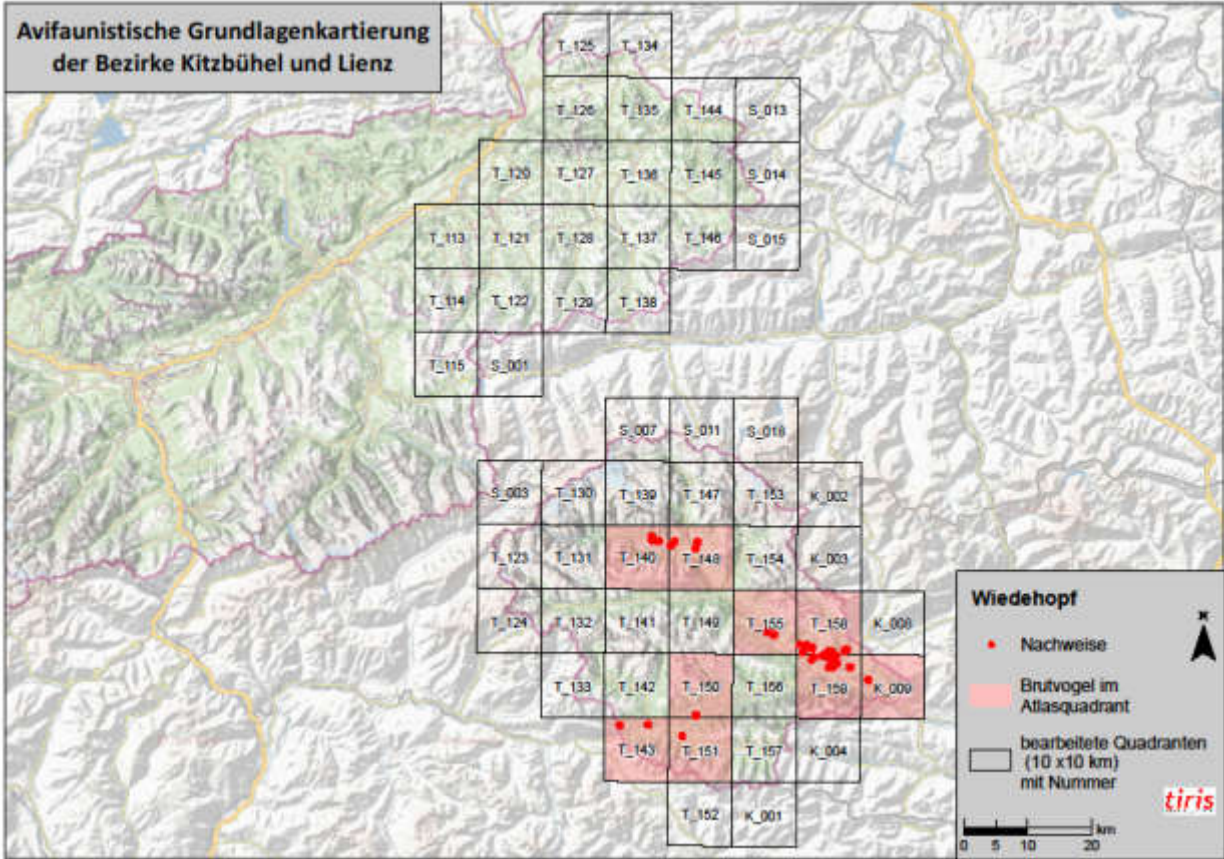 Avifaunistische Grundlagenkartierung
der Bezirke Kitzbühel und Lienz
T_125 T_134
T_126 T_135 T_144 S_013
T_120 T_127 T_136 T_145 S_014
T_113 T_121 T_128 T_137 T_146 S_015
T_114 T_122 T_129 T_138
T_115 S_001
S_007 S_011 S_016
S_003 T_130 T_139 T_147 T_153 K_002
T_123 T_131 T_140 T_148 T_154 K_003
T_124 T_132 T_141 T_149 T_155 T_158 K_008
T_133 T_142 T_150 T_156 T_159 K_009
T_143 T_151 T_157 K_004
T_152 K_001
Wiedehopf
Nachweise
Brutvogel im
Atlasquadrant
bearbeitete Quadranten
(10 x10 km)
mit Nummer
tiris
km
0 5 10 20